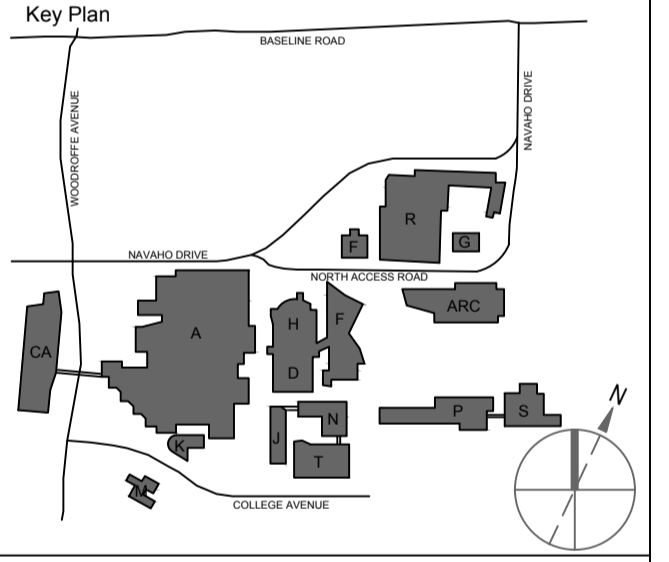 Key Plan
BASELINE ROAD
WOODROFFE AVENUE
NAVAHO DRIVE
R
F
G
NAVAHO DRIVE
NORTH ACCESS ROAD
ARC
H
F
A
CA
D
N
P
S
N
J
K
T
M
COLLEGE AVENUE